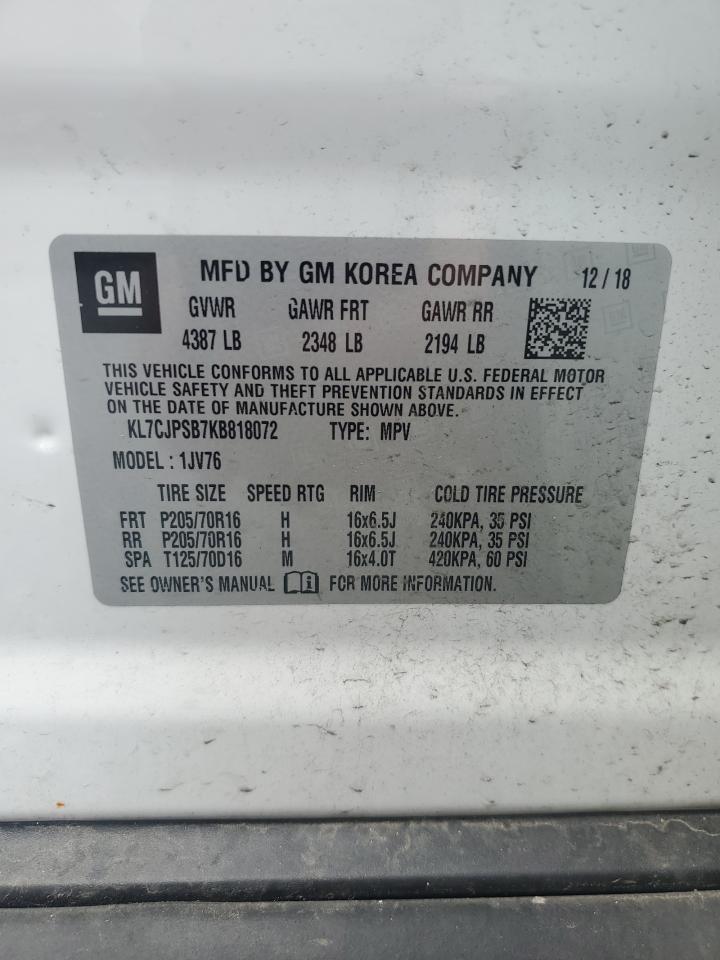 GM
MFD BY GM KOREA COMPANY 12 / 18
GVWR GAWR FRT GAWR RR
4387 LB 2348 LB 2194 LB
THIS VEHICLE CONFORMS TO ALL APPLICABLE U.S. FEDERAL MOTOR
VEHICLE SAFETY AND THEFT PREVENTION STANDARDS IN EFFECT
ON THE DATE OF MANUFACTURE SHOWN ABOVE.
KL7CJPSB7KB818072 TYPE: MPV
MODEL : 1JV76
TIRE SIZE SPEED RTG RIM COLD TIRE PRESSURE
FRT P205/70R16 H 16x6.5J 240KPA, 35 PSI
RR P205/70R16 H 16x6.5J 240KPA, 35 PSI
SPA T125/70D16 M 16x4.0T 420KPA, 60 PSI
SEE OWNER'S MANUAL i FOR MORE INFORMATION.